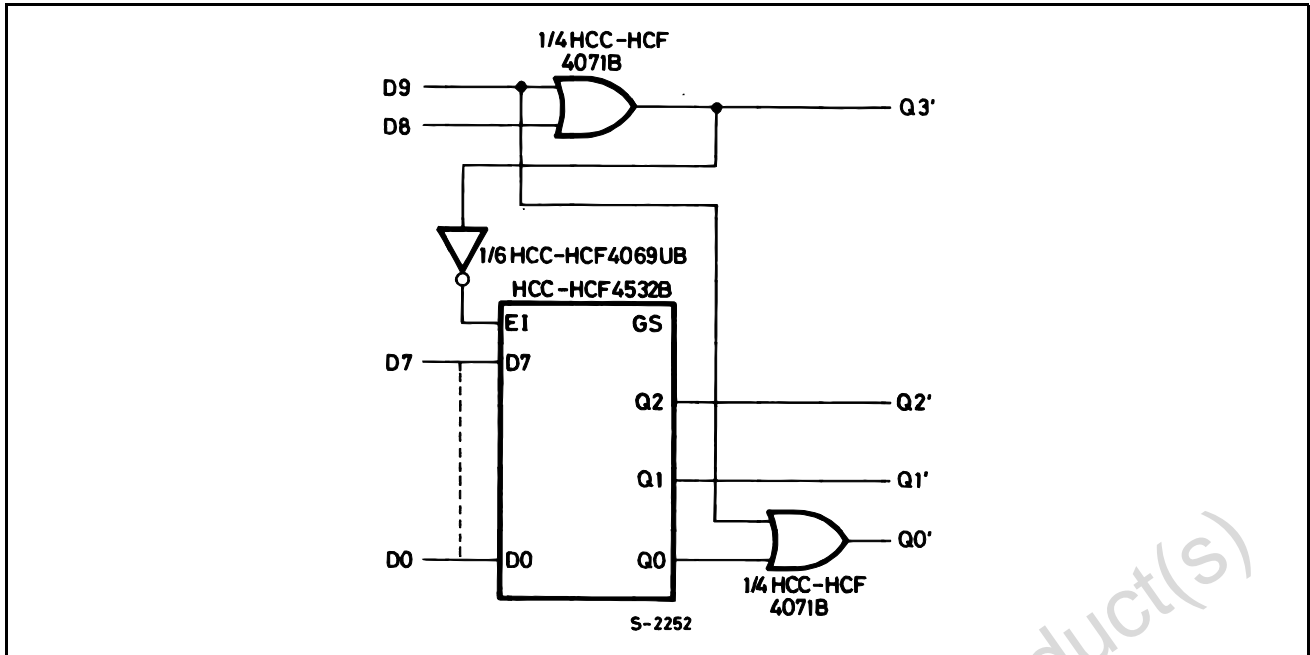 1/4 HCC-HCF
4071B
D9
D8
Q3'
1/6 HCC-HCF4069UB
HCC-HCF4532B
EI
GS
D7
D7
Q2
Q2'
Q1
Q1'
Q0'
D0
D0
Q0
1/4 HCC-HCF
4071B
S-2252
duct(s)